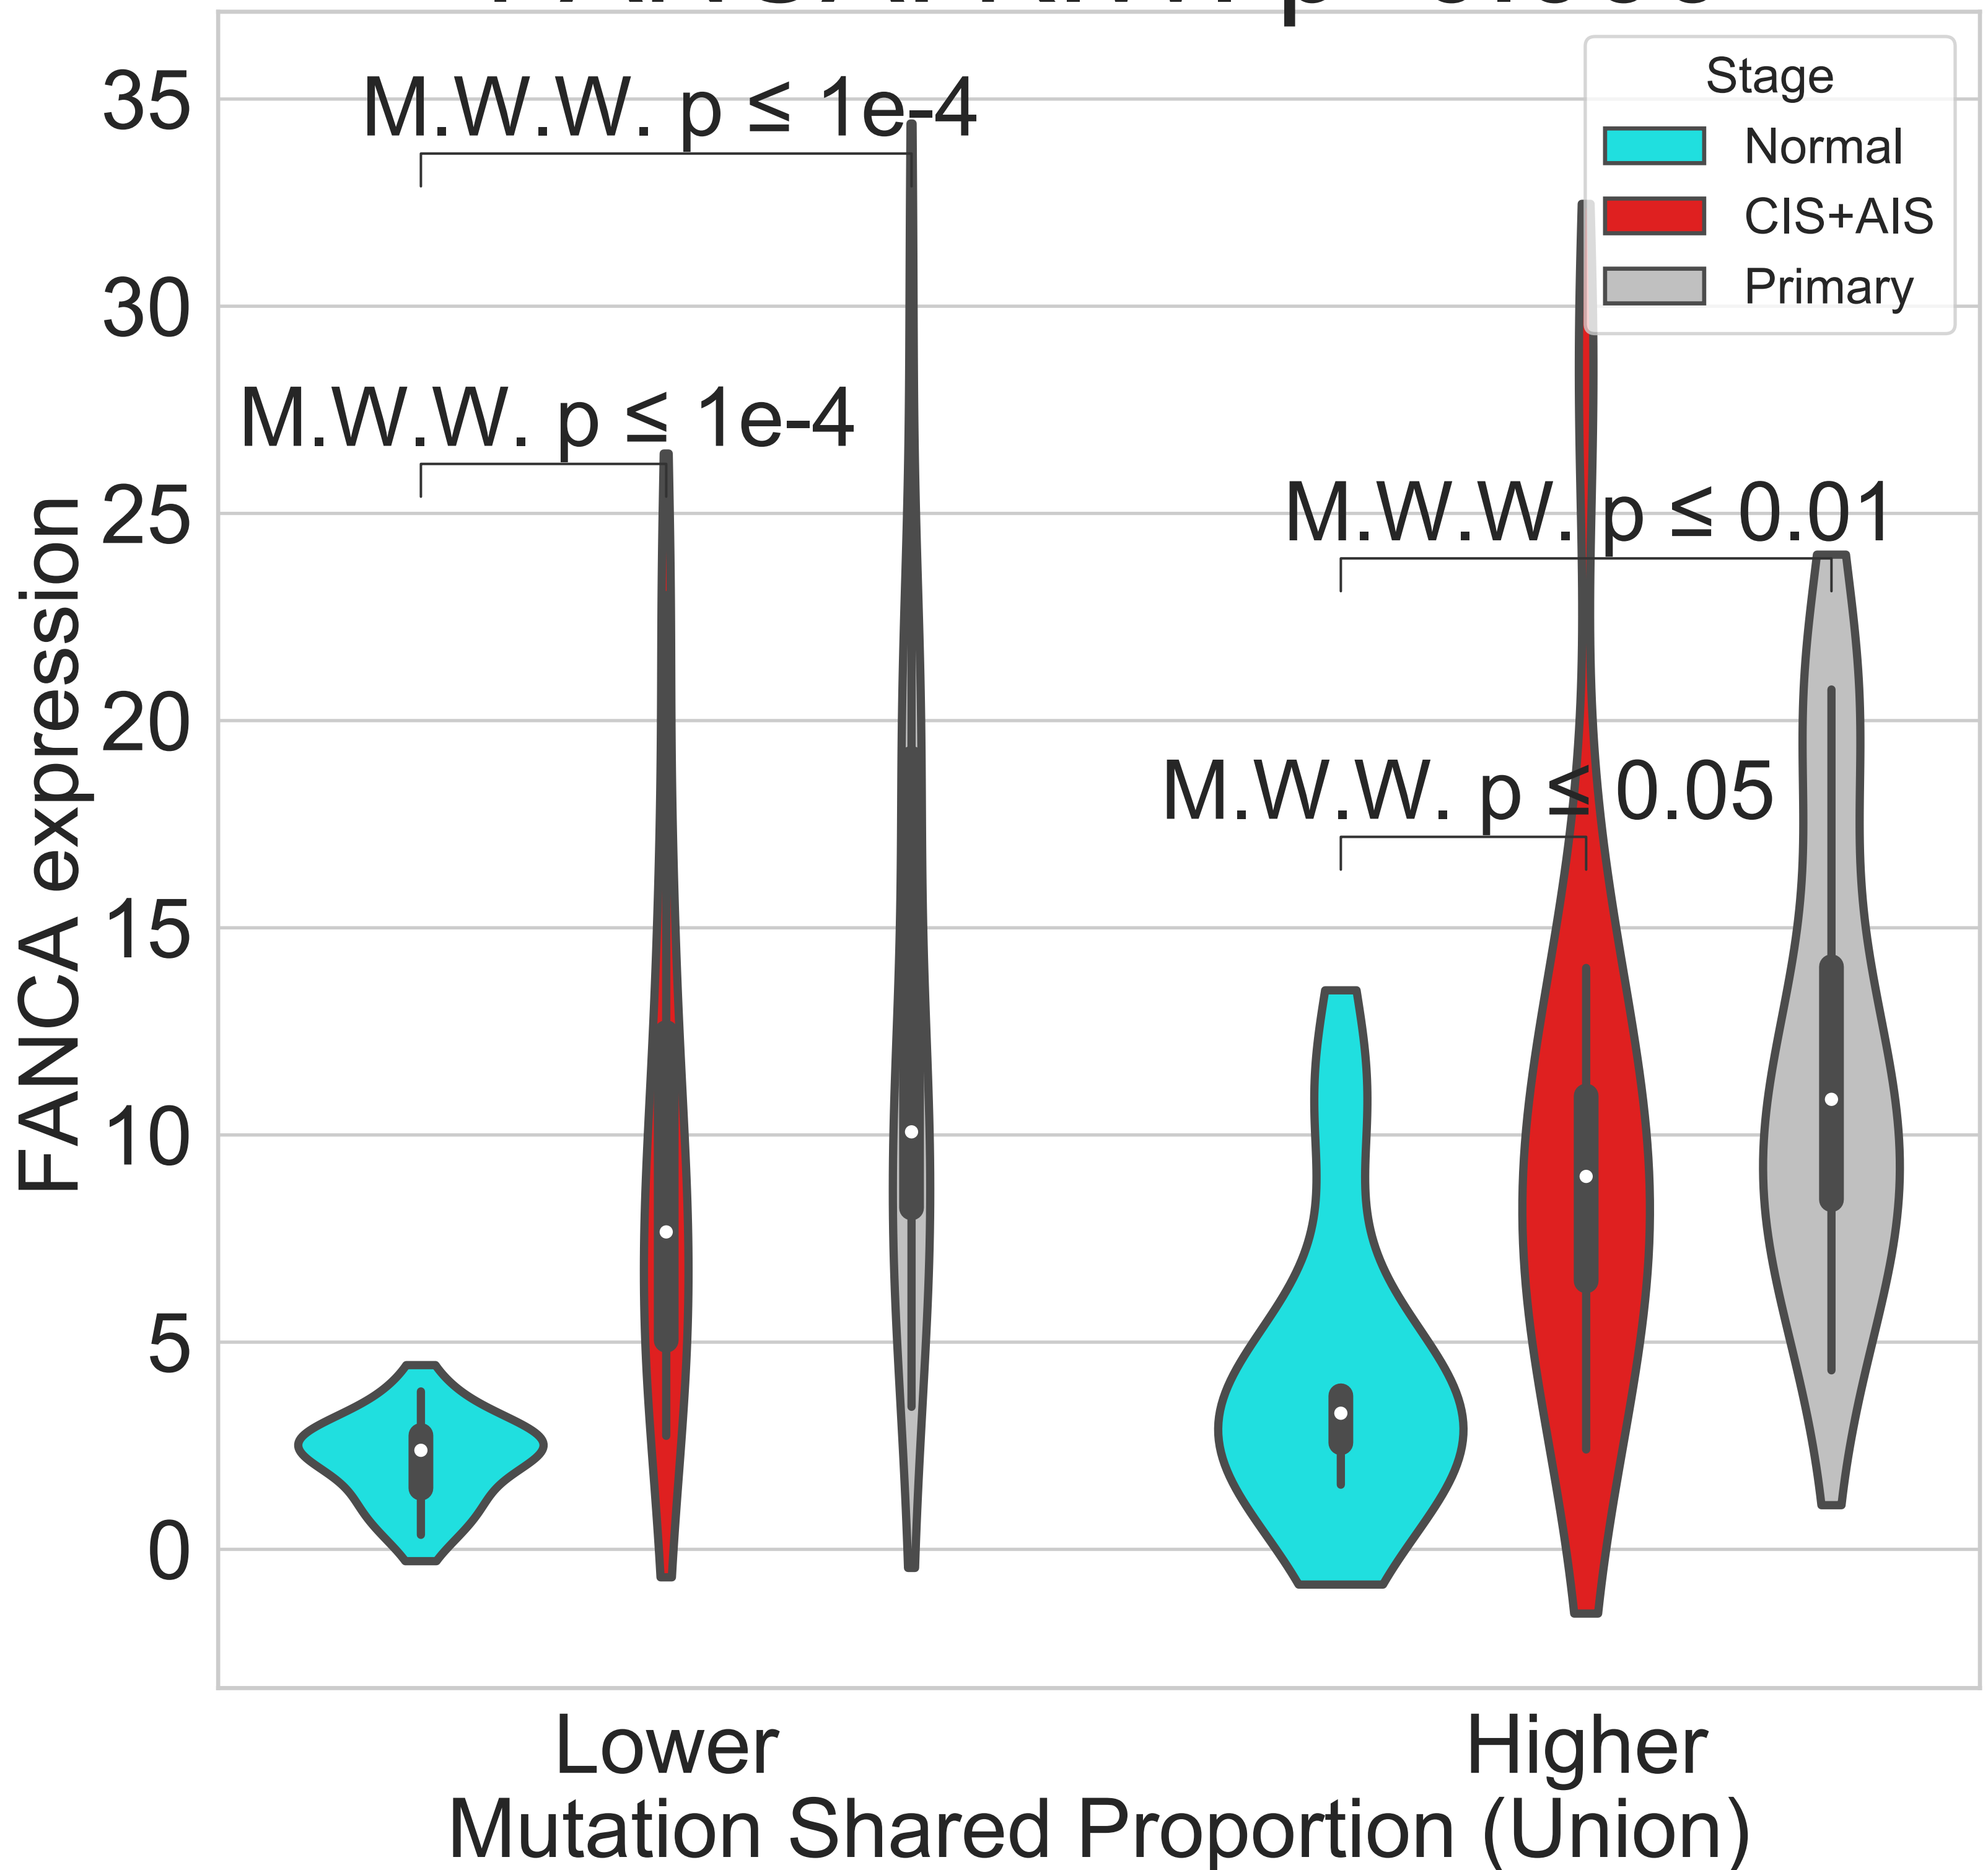 Stage
Normal
CIS+AIS
Primary
M.W.W. p ≤ 1e-4
M.W.W. p ≤ 1e-4
M.W.W. p ≤ 0.01
M.W.W. p ≤ 0.05
35
30
25
20
15
10
5
0
FANCA expression
Lower
Higher
Mutation Shared Proportion (Union)